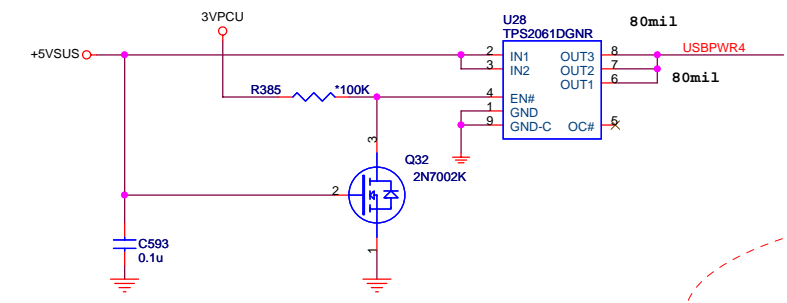 3VPCU
U28
TPS2061DGNR
80mil
+5VSUS
2 IN1 OUT3 8
USBPWR4
3 IN2 OUT2 7
OUT1 6
80mil
R385 *100K
4 EN#
1 GND
9 GND-C OC# 5
3
Q32
2N7002K
2
1
C593
0.1u